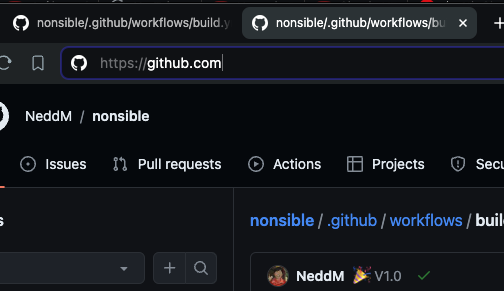 nonsible/.github/workflows/build.y
nonsible/.github/workflows/bu
https://github.com
NeddM / nonsible
Issues Pull requests Actions Projects Secu
s
nonsible / .github / workflows / buil
NeddM 🎉 V1.0